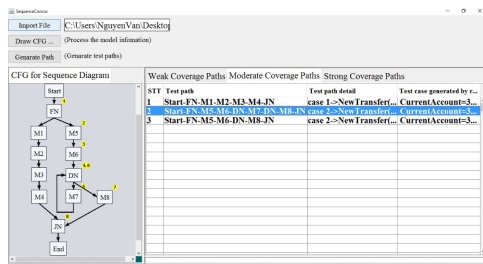 SequenceConcur
Import File C:\Users\NguyenVan\Desktop
Draw CFG ... (Process the model infomation)
Genarate Path (Genarate test paths)
CFG for Sequence Diagram
Weak Coverage Paths Moderate Coverage Paths Strong Coverage Paths
STT Test path Test path detail Test case generated by r...
1 Start-FN-M1-M2-M3-M4-JN case 1->NewTransfer(... CurrentAccount=3...
2 Start-FN-M5-M6-DN-M7-DN-M8-JN case 2->NewTransfer(... CurrentAccount=3...
3 Start-FN-M5-M6-DN-M8-JN case 2->NewTransfer(... CurrentAccount=3...
Start
1
FN
2
M1 M5
3
M2 M6
4,6
M3 DN
5 7
M4 M7 M8
8
JN
End